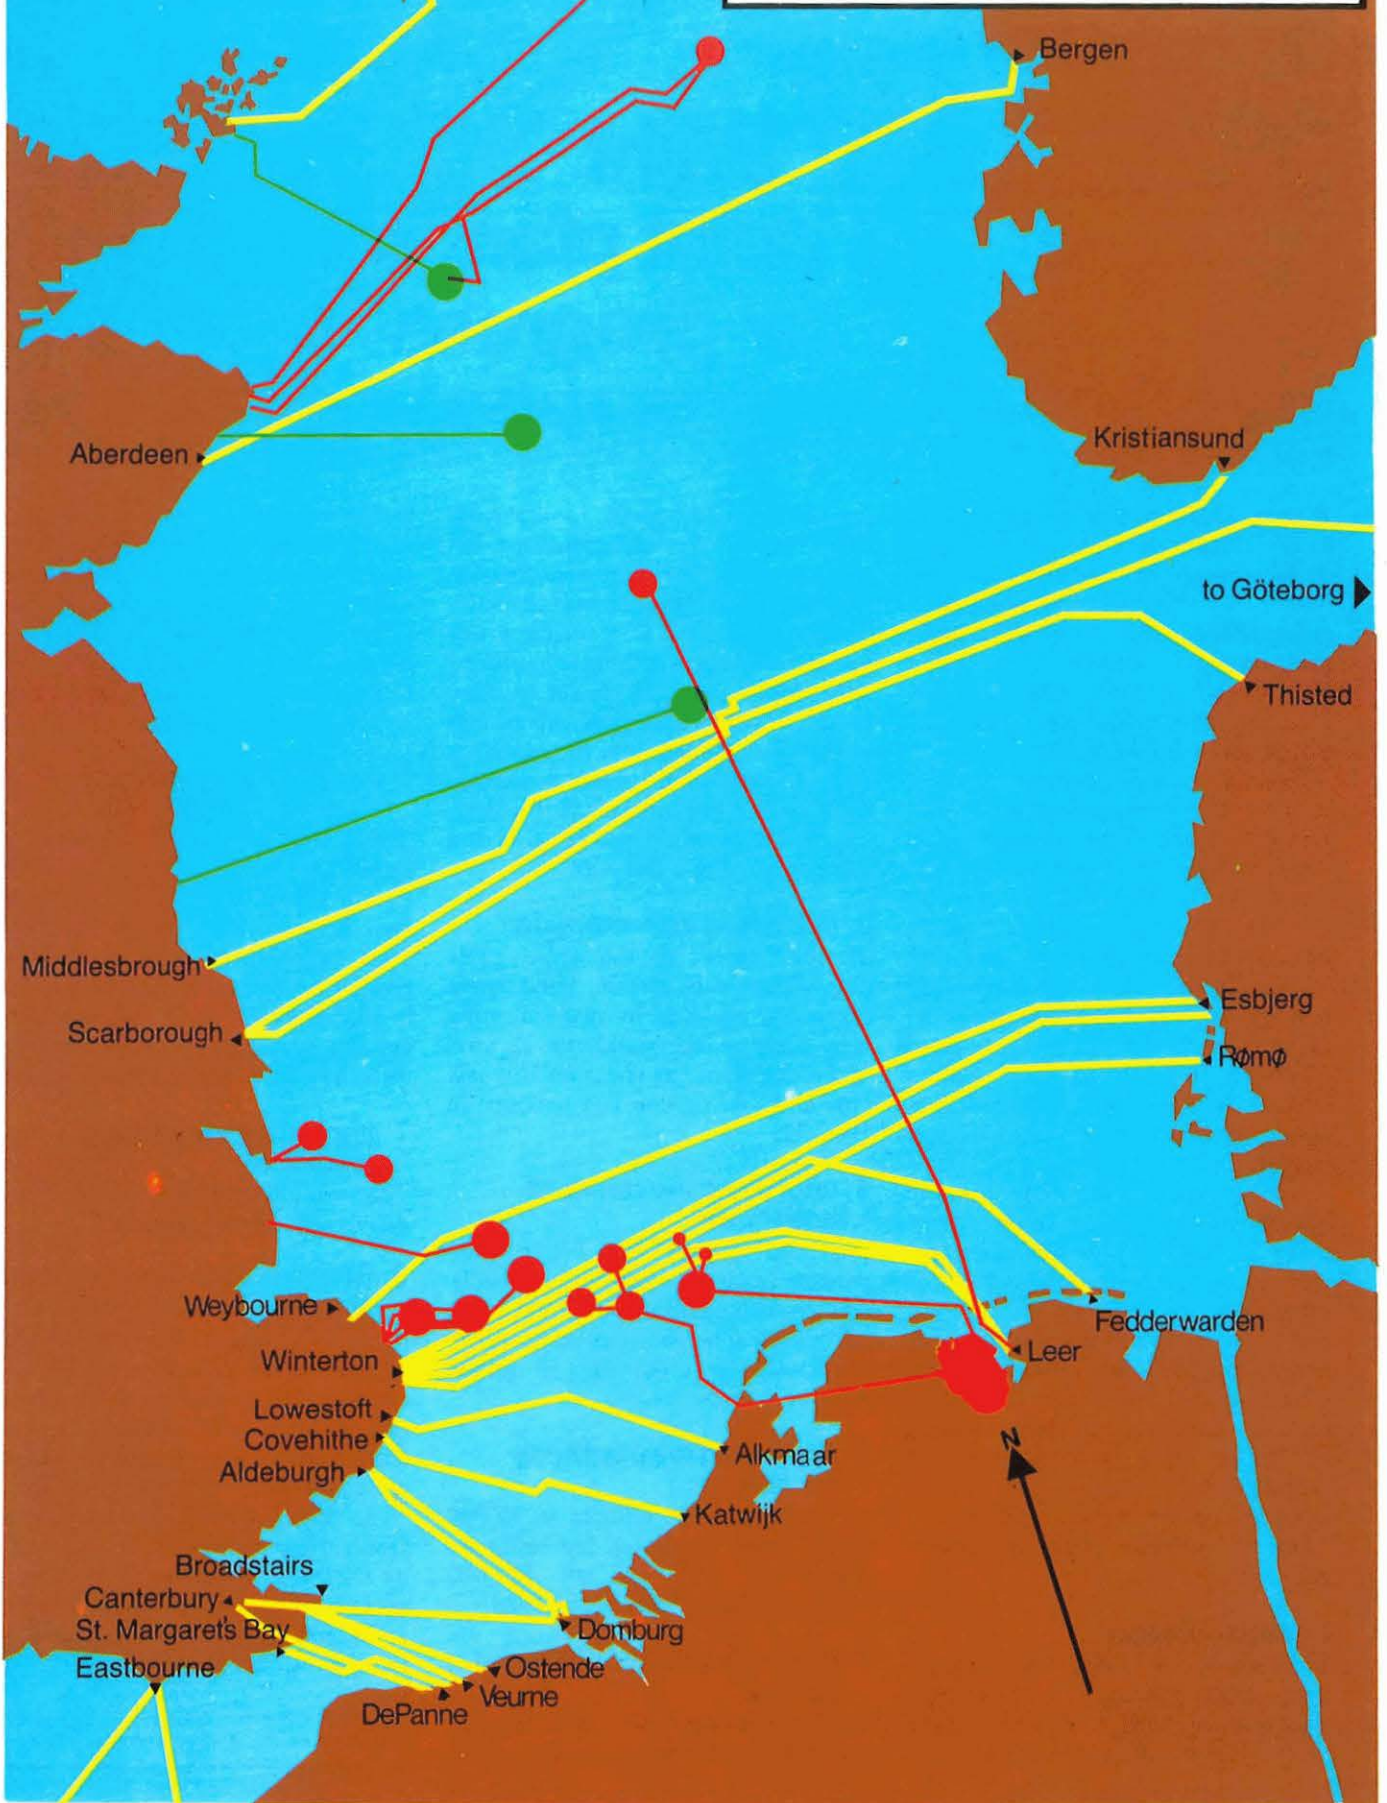 Bergen
Kristiansund
Aberdeen
to Göteborg
Thisted
Middlesbrough
Esbjerg
Scarborough
Rømø
Weybourne
Fedderwarden
Leer
Winterton
Lowestoft
Covehithe
Alkmaar
Aldeburgh
N
Katwijk
Broadstairs
Canterbury
St. Margaret's Bay
Domburg
Eastbourne
Ostende
Veurne
DePanne